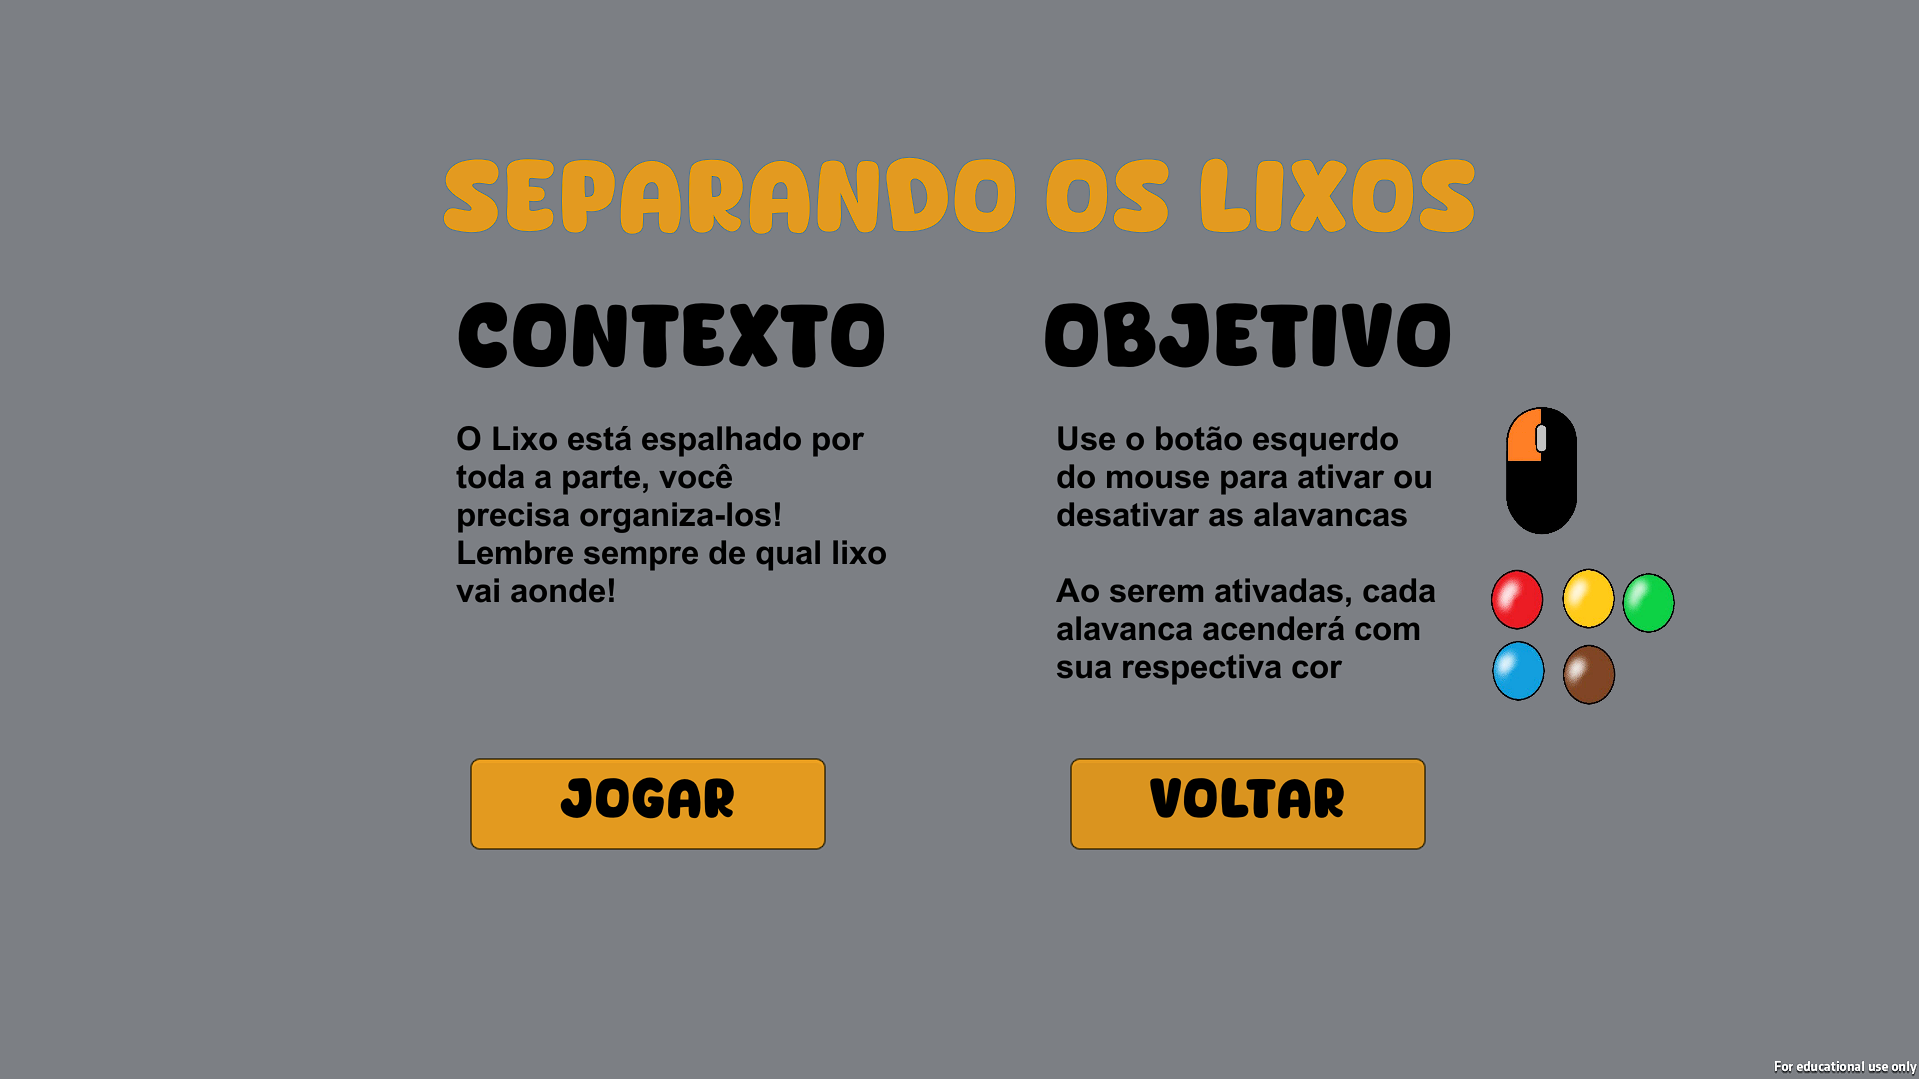 SEPARANDO OS LIXOS
CONTEXTO
O Lixo está espalhado por
toda a parte, você
precisa organiza-los!
Lembre sempre de qual lixo
vai aonde!
OBJETIVO
Use o botão esquerdo
do mouse para ativar ou
desativar as alavancas
Ao serem ativadas, cada
alavanca acenderá com
sua respectiva cor
JOGAR
VOLTAR
For educational use only